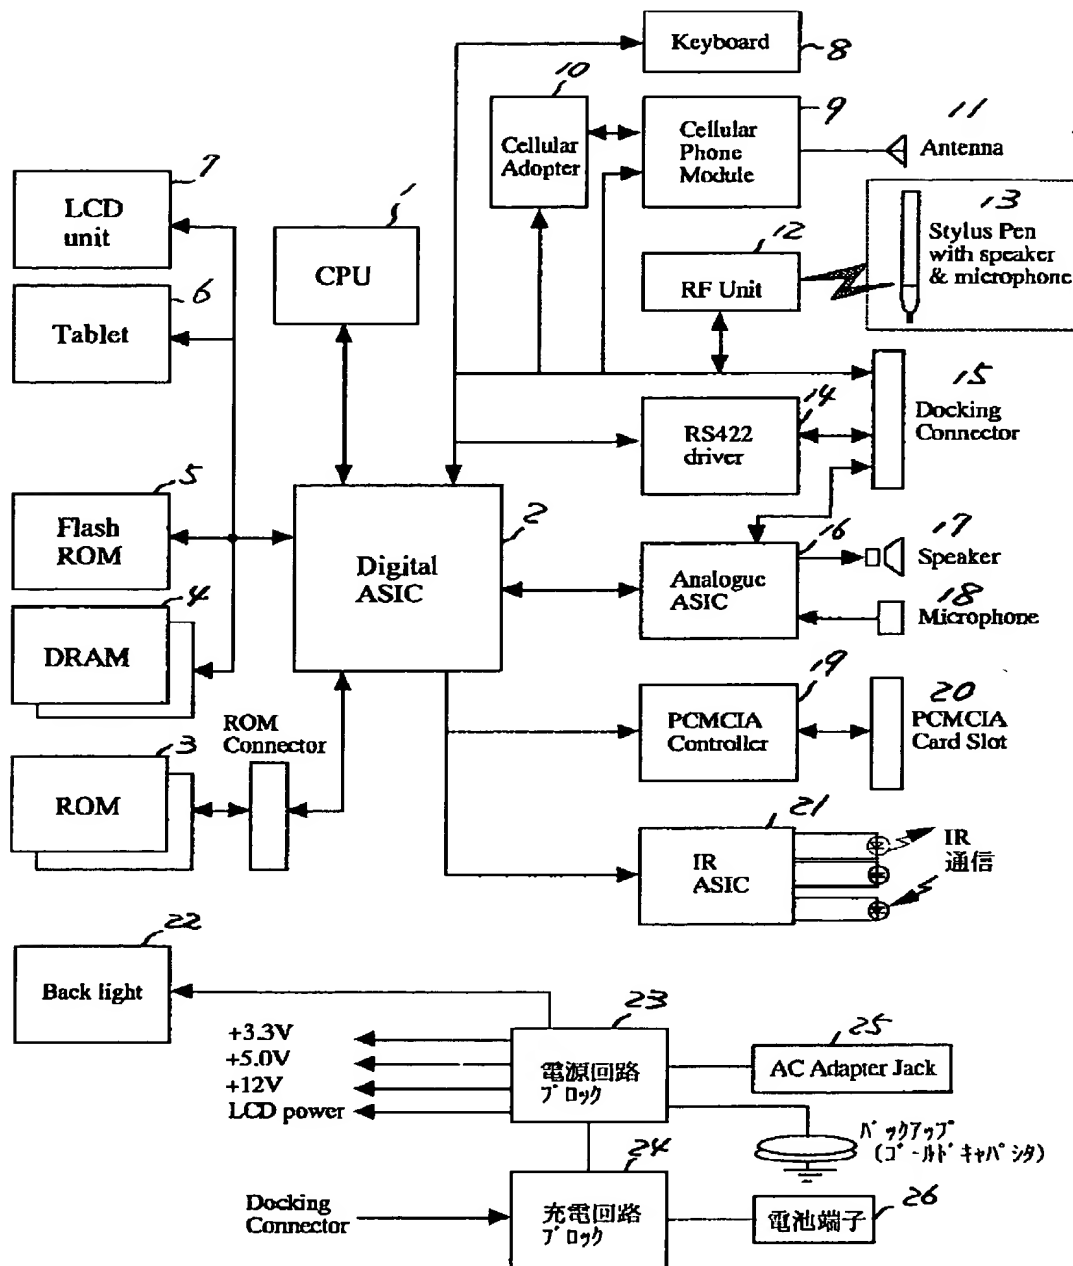 Keyboard
8
10
Cellular
Adopter
9
Cellular
Phone
Module
11
Antenna
7
LCD
unit
1
CPU
12
RF Unit
13
Stylus Pen
with speaker
& microphone
6
Tablet
14
RS422
driver
15
Docking
Connector
5
Flash
ROM
2
Digital
ASIC
16
Analogue
ASIC
17
Speaker
18
Microphone
4
DRAM
ROM
Connector
3
ROM
19
PCMCIA
Controller
20
PCMCIA
Card Slot
21
IR
ASIC
IR
通信
22
Back light
+3.3V
+5.0V
+12V
LCD power
23
電源回路
ブロック
25
AC Adapter Jack
バックアップ
(ゴールドキャパシタ)
24
Docking
Connector
充電回路
ブロック
26
電池端子